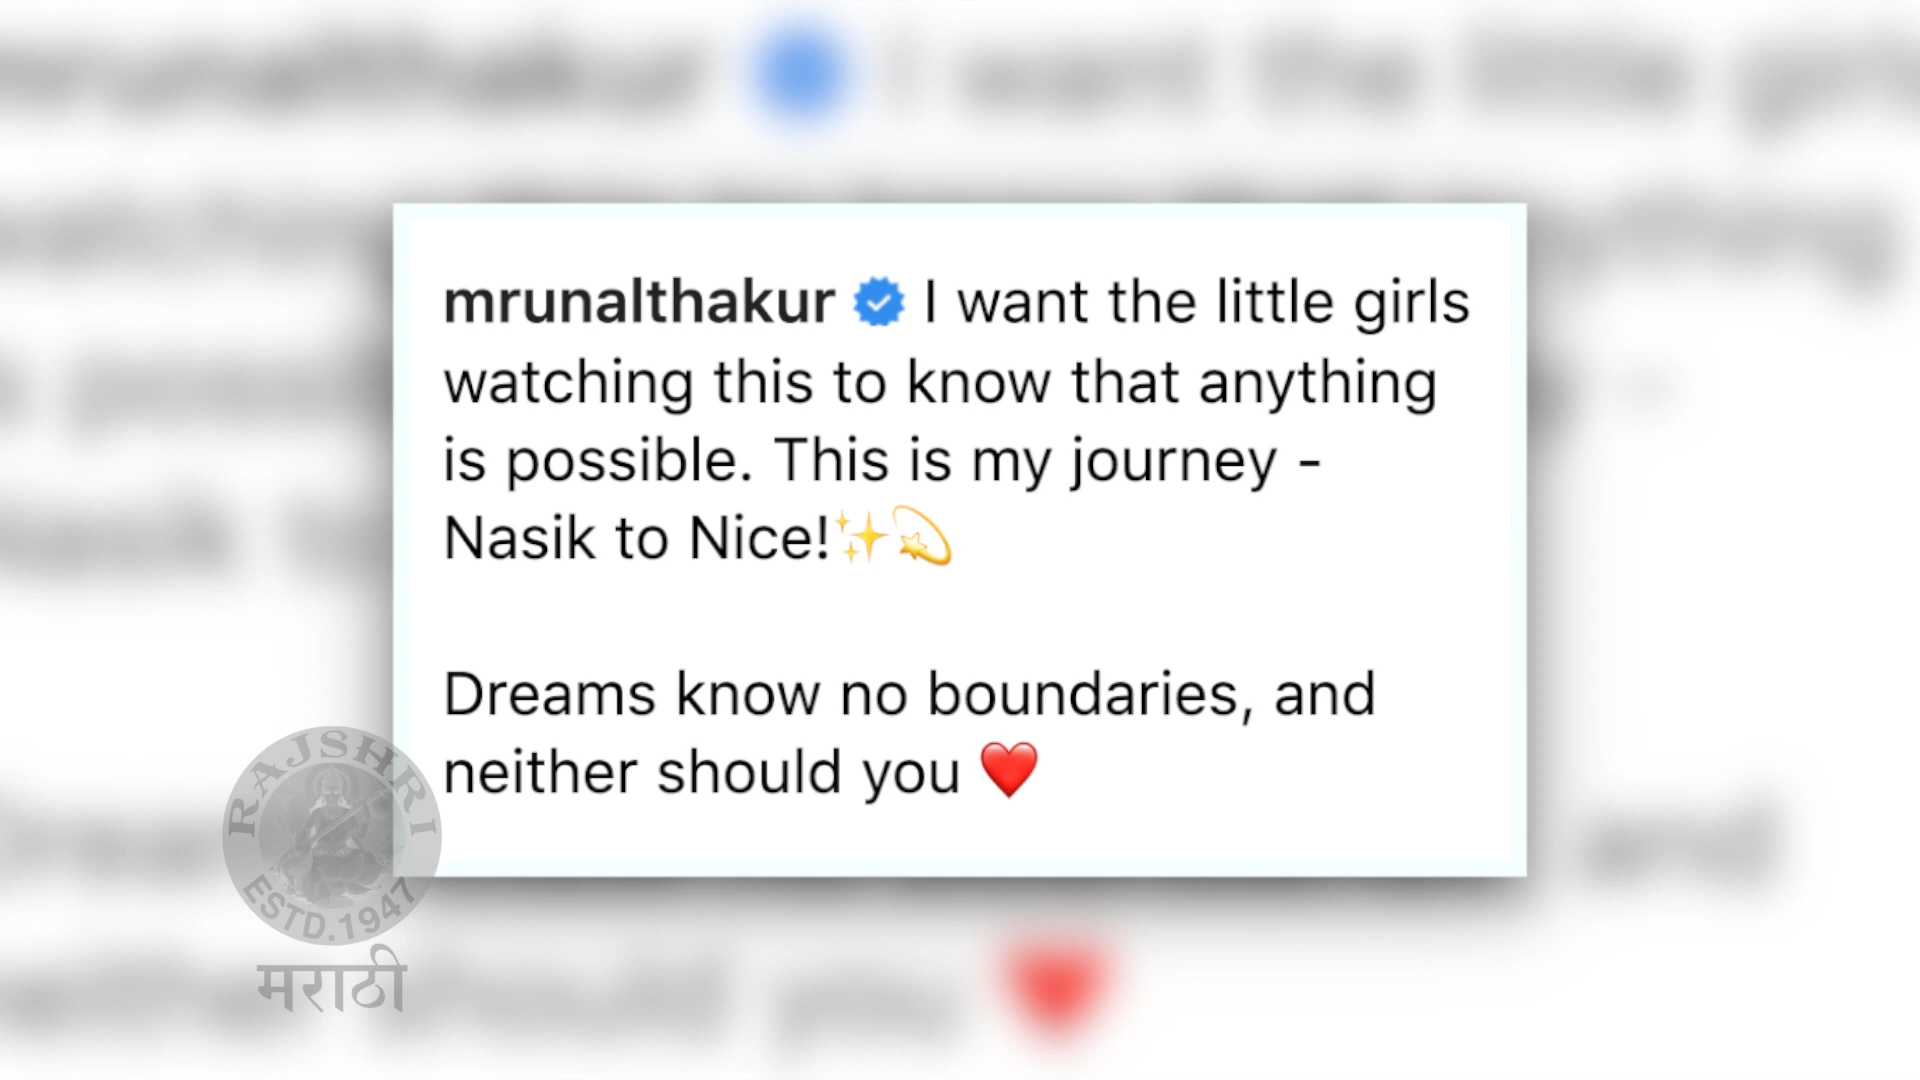 mrunalthakur I want the little girls
watching this to know that anything
is possible. This is my journey -
Nasik to Nice!✨💫
Dreams know no boundaries, and
neither should you ❤️
RAJSHRI
ESTD.1947
मराठी